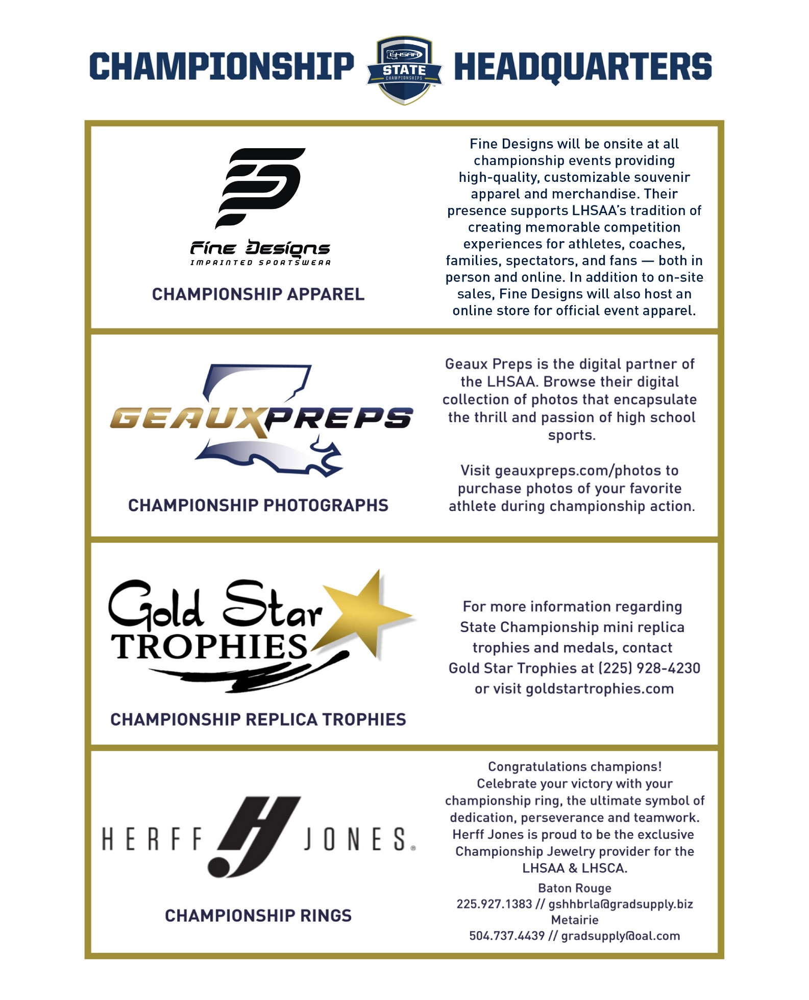 CHAMPIONSHIP
LHSAA
STATE
CHAMPIONSHIPS
™
HEADQUARTERS
Fine Designs
IMPRINTED SPORTSWEAR
CHAMPIONSHIP APPAREL
Fine Designs will be onsite at all
championship events providing
high-quality, customizable souvenir
apparel and merchandise. Their
presence supports LHSAA’s tradition of
creating memorable competition
experiences for athletes, coaches,
families, spectators, and fans — both in
person and online. In addition to on-site
sales, Fine Designs will also host an
online store for official event apparel.
GEAUXPREPS
CHAMPIONSHIP PHOTOGRAPHS
Geaux Preps is the digital partner of
the LHSAA. Browse their digital
collection of photos that encapsulate
the thrill and passion of high school
sports.
Visit geauxpreps.com/photos to
purchase photos of your favorite
athlete during championship action.
Gold Star
TROPHIES
CHAMPIONSHIP REPLICA TROPHIES
For more information regarding
State Championship mini replica
trophies and medals, contact
Gold Star Trophies at (225) 928-4230
or visit goldstartrophies.com
HERFF HJ JONES®
CHAMPIONSHIP RINGS
Congratulations champions!
Celebrate your victory with your
championship ring, the ultimate symbol of
dedication, perseverance and teamwork.
Herff Jones is proud to be the exclusive
Championship Jewelry provider for the
LHSAA & LHSCA.
Baton Rouge
225.927.1383 // gshhbrla@gradsupply.biz
Metairie
504.737.4439 // gradsupply@oal.com